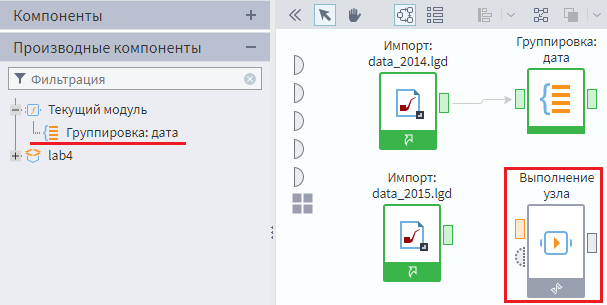 Компоненты
Производные компоненты
Фильтрация
Текущий модуль
Группировка: дата
lab4
Импорт:
data_2014.lgd
Группировка:
дата
Импорт:
data_2015.lgd
Выполнение
узла